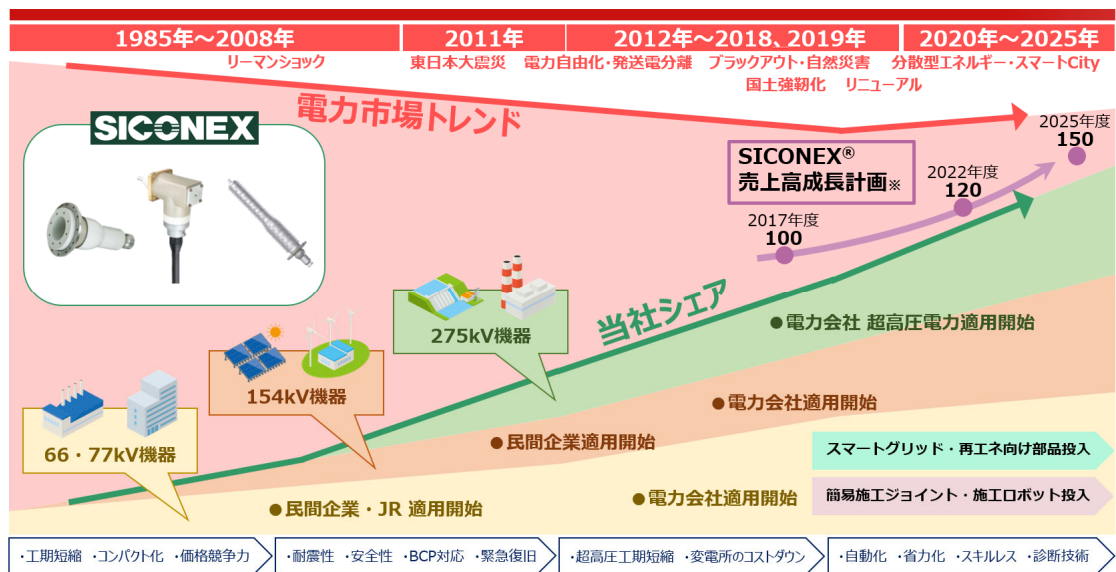 1985年～2008年
2011年
2012年～2018、2019年
2020年～2025年
リーマンショック
東日本大震災
電力自由化・発送電分離
ブラックアウト・自然災害
分散型エネルギー・スマートCity
国土強靭化
リニューアル
電力市場トレンド
SICONEX
SICONEX®
売上高成長計画※
2025年度
150
2022年度
120
2017年度
100
当社シェア
275kV機器
●電力会社 超高圧電力適用開始
154kV機器
●電力会社適用開始
66・77kV機器
●民間企業適用開始
スマートグリッド・再エネ向け部品投入
●民間企業・JR 適用開始
●電力会社適用開始
簡易施工ジョイント・施工ロボット投入
・工期短縮 ・コンパクト化 ・価格競争力
・耐震性 ・安全性 ・BCP対応 ・緊急復旧
・超高圧工期短縮 ・変電所のコストダウン
・自動化 ・省力化 ・スキルレス ・診断技術